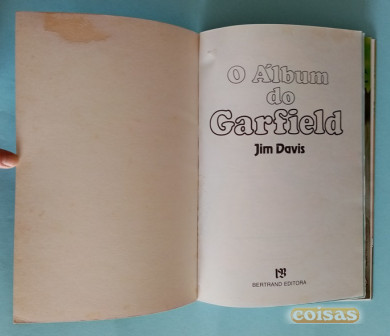 O Álbum
do
Garfield
Jim Davis
BERTRAND EDITORA
coisas